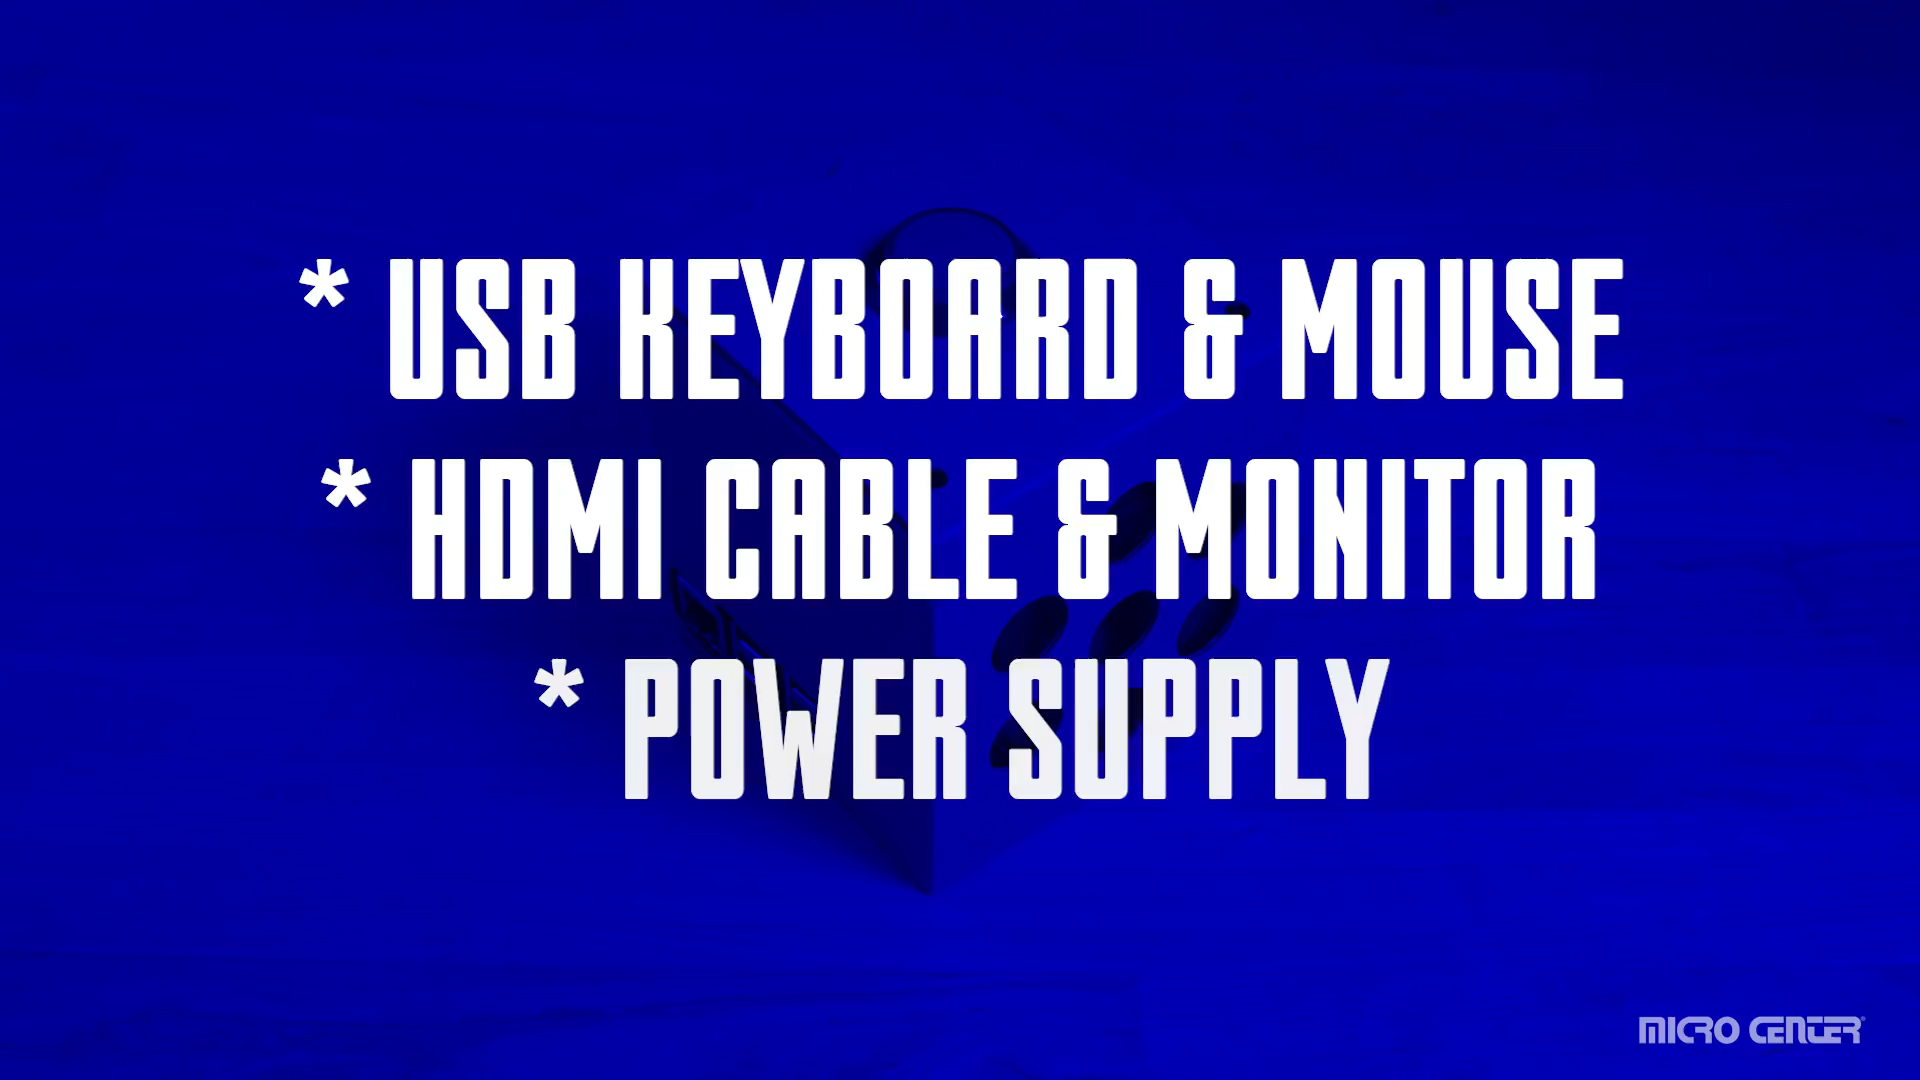 * USB KEYBOARD & MOUSE
* HDMI CABLE & MONITOR
* POWER SUPPLY
MICRO CENTER®